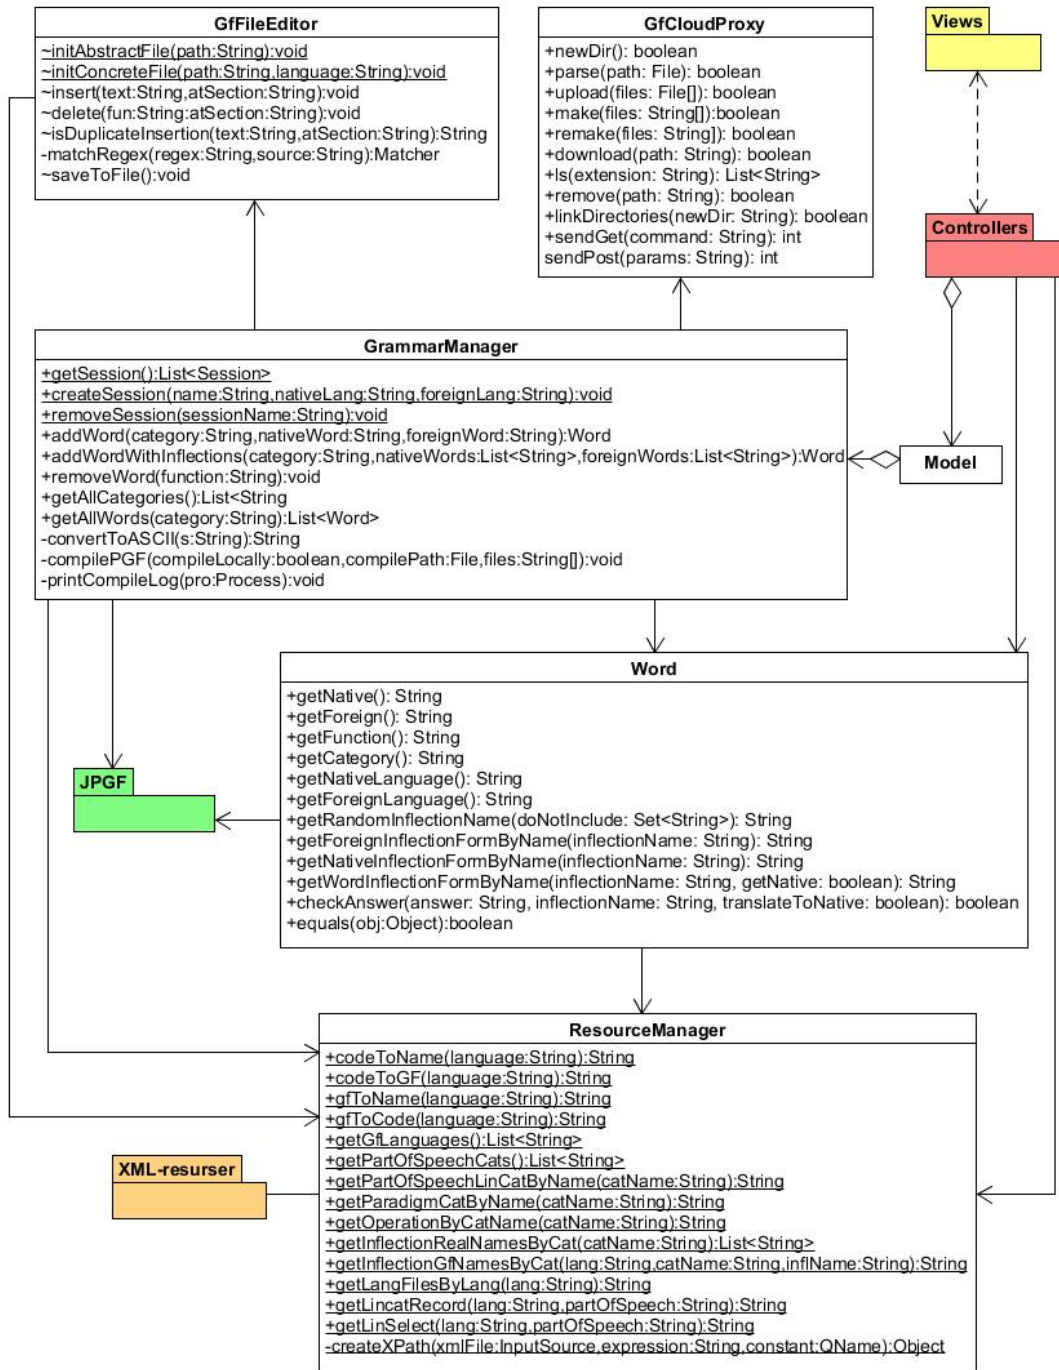 GfFileEditor
~initAbstractFile(path:String):void
~initConcreteFile(path:String,language:String):void
~insert(text:String,atSection:String):void
~delete(fun:String:atSection:String):void
~isDuplicateInsertion(text:String,atSection:String):String
-matchRegex(regex:String,source:String):Matcher
~saveToFile():void
GfCloudProxy
+newDir(): boolean
+parse(path: File): boolean
+upload(files: File[]): boolean
+make(files: String[]):boolean
+remake(files: String]): boolean
+download(path: String): boolean
+ls(extension: String): List<String>
+remove(path: String): boolean
+linkDirectories(newDir: String): boolean
+sendGet(command: String): int
sendPost(params: String): int
Views
Controllers
GrammarManager
+getSession():List<Session>
+createSession(name:String,nativeLang:String,foreignLang:String):void
+removeSession(sessionName:String):void
+addWord(category:String,nativeWord:String,foreignWord:String):Word
+addWordWithInflections(category:String,nativeWords:List<String>,foreignWords:List<String>):Word
+removeWord(function:String):void
+getAllCategories():List<String
+getAllWords(category:String):List<Word>
-convertToASCII(s:String):String
-compilePGF(compileLocally:boolean,compilePath:File,files:String[]):void
-printCompileLog(pro:Process):void
Model
Word
+getNative(): String
+getForeign(): String
+getFunction(): String
+getCategory(): String
+getNativeLanguage(): String
+getForeignLanguage(): String
+getRandomInflectionName(doNotInclude: Set<String>): String
+getForeignInflectionFormByName(inflectionName: String): String
+getNativeInflectionFormByName(inflectionName: String): String
+getWordInflectionFormByName(inflectionName: String, getNative: boolean): String
+checkAnswer(answer: String, inflectionName: String, translateToNative: boolean): boolean
+equals(obj:Object):boolean
JPGF
ResourceManager
+codeToName(language:String):String
+codeToGF(language:String):String
+gfToName(language:String):String
+gfToCode(language:String):String
+getGfLanguages():List<String>
+getPartOfSpeechCats():List<String>
+getPartOfSpeechLinCatByName(catName:String):String
+getParadigmCatByName(catName:String):String
+getOperationByCatName(catName:String):String
+getInflectionRealNamesByCat(catName:String):List<String>
+getInflectionGfNamesByCat(lang:String,catName:String,inflName:String):String
+getLangFilesByLang(lang:String):String
+getLincatRecord(lang:String,partOfSpeech:String):String
+getLinSelect(lang:String,partOfSpeech:String):String
-createXPath(xmlFile:InputSource,expression:String,constant:QName):Object
XML-resurser